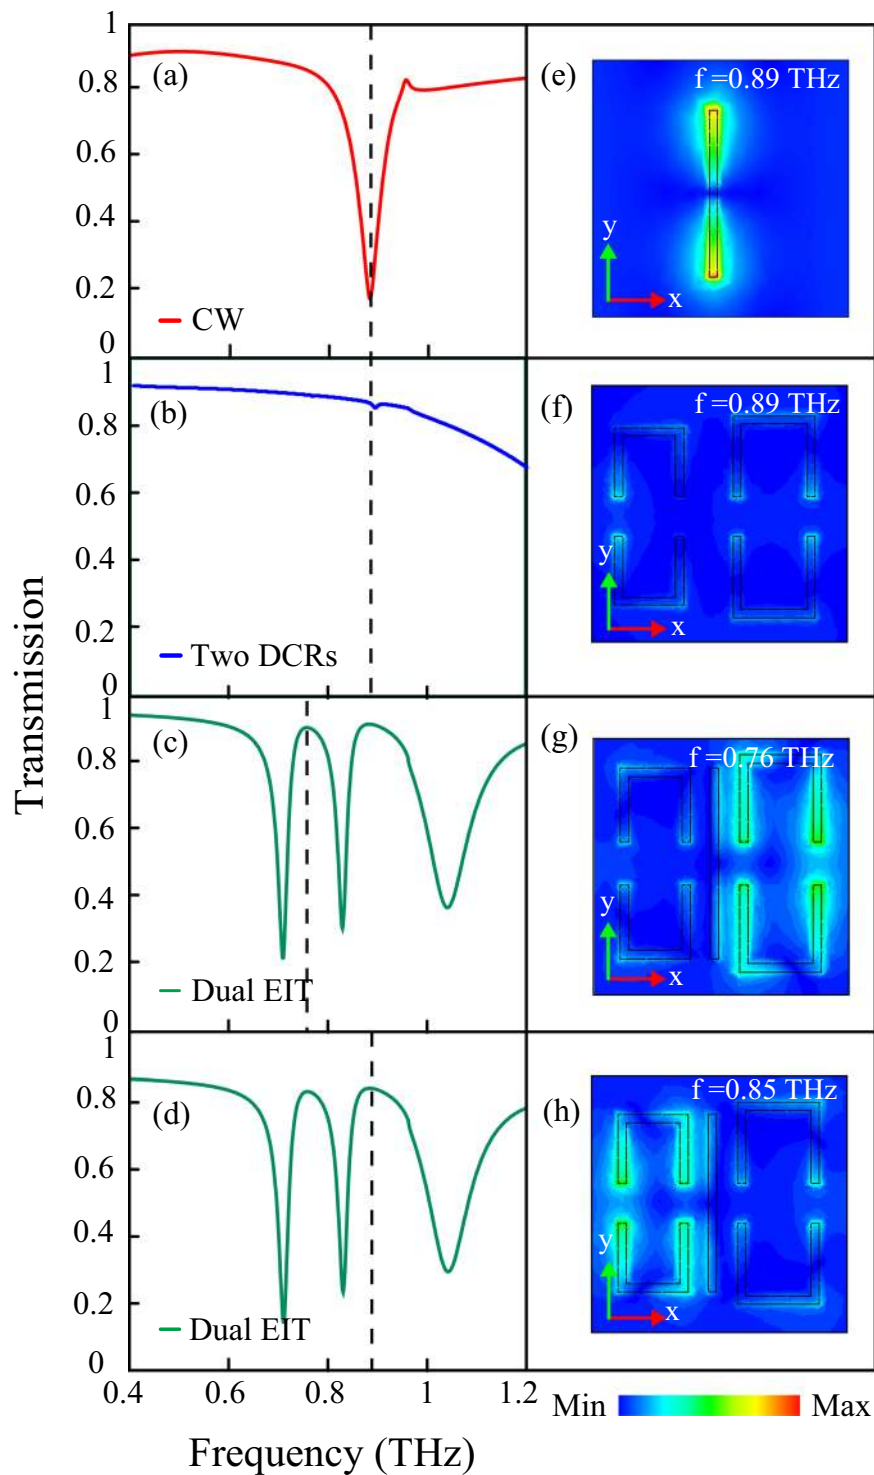 Transmission
1
0.8
0.6
0.4
0.2
0
(a)
CW
(e)
f =0.89 THz
y
x
1
0.8
0.6
0.4
0.2
0
(b)
Two DCRs
(f)
f =0.89 THz
y
x
1
0.8
0.6
0.4
0.2
0
(c)
Dual EIT
(g)
f =0.76 THz
y
x
1
0.8
0.6
0.4
0.2
0
(d)
Dual EIT
(h)
f =0.85 THz
y
x
0.4 0.6 0.8 1 1.2
Frequency (THz)
Min Max